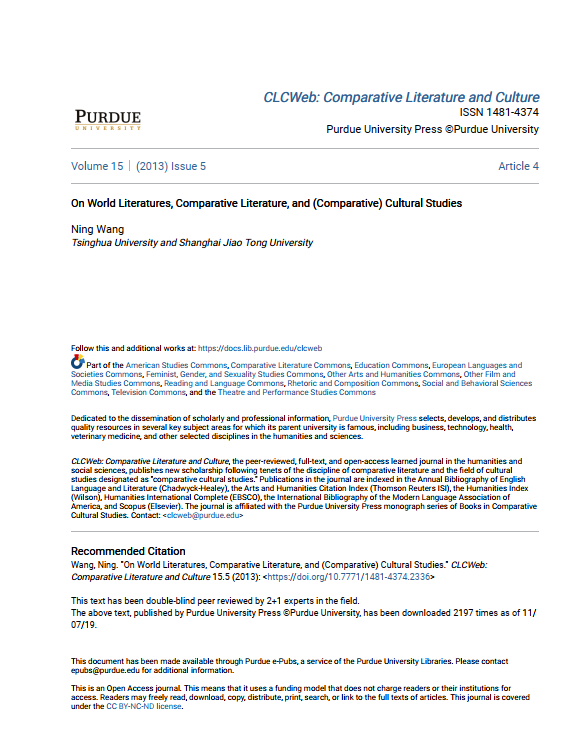 CLCWeb: Comparative Literature and Culture
ISSN 1481-4374
PURDUE
UNIVERSITY
Purdue University Press ©Purdue University
Volume 15 | (2013) Issue 5
Article 4
On World Literatures, Comparative Literature, and (Comparative) Cultural Studies
Ning Wang
Tsinghua University and Shanghai Jiao Tong University
Follow this and additional works at: https://docs.lib.purdue.edu/clcweb
Part of the American Studies Commons, Comparative Literature Commons, Education Commons, European Languages and
Societies Commons, Feminist, Gender, and Sexuality Studies Commons, Other Arts and Humanities Commons, Other Film and
Media Studies Commons, Reading and Language Commons, Rhetoric and Composition Commons, Social and Behavioral Sciences
Commons, Television Commons, and the Theatre and Performance Studies Commons
Dedicated to the dissemination of scholarly and professional information, Purdue University Press selects, develops, and distributes
quality resources in several key subject areas for which its parent university is famous, including business, technology, health,
veterinary medicine, and other selected disciplines in the humanities and sciences.
CLCWeb: Comparative Literature and Culture, the peer-reviewed, full-text, and open-access learned journal in the humanities and
social sciences, publishes new scholarship following tenets of the discipline of comparative literature and the field of cultural
studies designated as "comparative cultural studies." Publications in the journal are indexed in the Annual Bibliography of English
Language and Literature (Chadwyck-Healey), the Arts and Humanities Citation Index (Thomson Reuters ISI), the Humanities Index
(Wilson), Humanities International Complete (EBSCO), the International Bibliography of the Modern Language Association of
America, and Scopus (Elsevier). The journal is affiliated with the Purdue University Press monograph series of Books in Comparative
Cultural Studies. Contact: <clcweb@purdue.edu>
Recommended Citation
Wang, Ning. "On World Literatures, Comparative Literature, and (Comparative) Cultural Studies." CLCWeb:
Comparative Literature and Culture 15.5 (2013): <https://doi.org/10.7771/1481-4374.2336>
This text has been double-blind peer reviewed by 2+1 experts in the field.
The above text, published by Purdue University Press ©Purdue University, has been downloaded 2197 times as of 11/
07/19.
This document has been made available through Purdue e-Pubs, a service of the Purdue University Libraries. Please contact
epubs@purdue.edu for additional information.
This is an Open Access journal. This means that it uses a funding model that does not charge readers or their institutions for
access. Readers may freely read, download, copy, distribute, print, search, or link to the full texts of articles. This journal is covered
under the CC BY-NC-ND license.